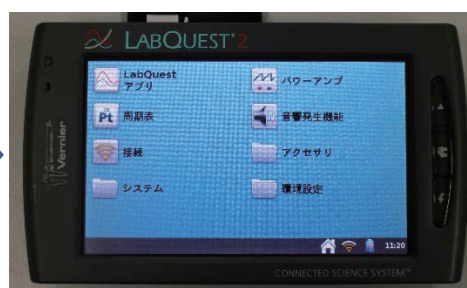 LABQUEST® 2
LabQuest
アプリ
パワーアンプ
Pt 周期表
音響発生機能
接続
アクセサリ
システム
環境設定
11:20
Vernier
CONNECTED SCIENCE SYSTEM™